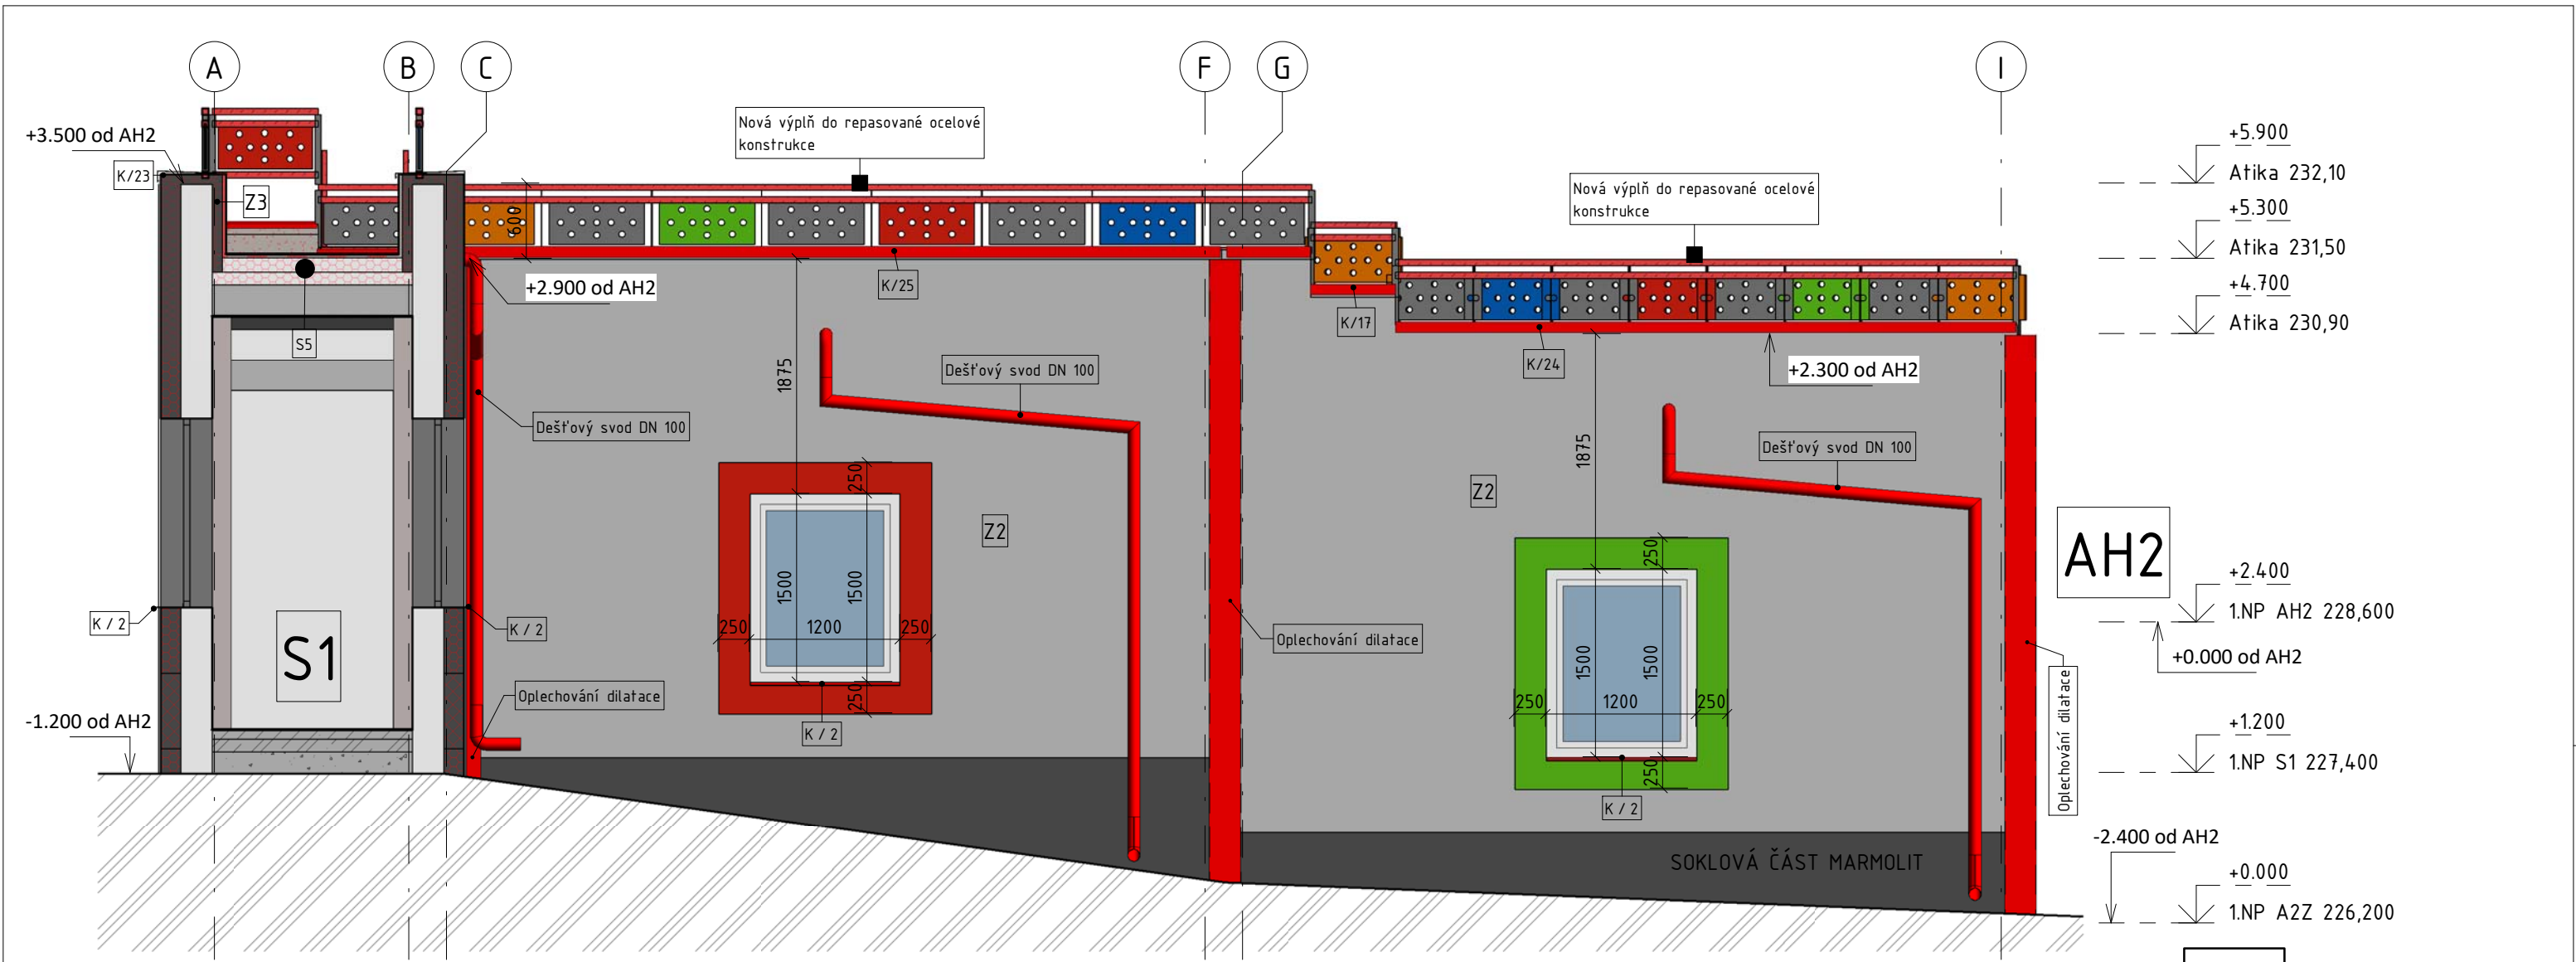 A
B
C
F
G
I
+3.500 od AH2
K/23
Z3
S5
S1
K / 2
-1.200 od AH2
Nová výplň do repasované ocelové
konstrukce
600
+2.900 od AH2
K/25
1875
Dešťový svod DN 100
Dešťový svod DN 100
Z2
250
1500
1500
250
1200
250
250
K / 2
K / 2
Oplechování dilatace
Oplechování dilatace
Nová výplň do repasované ocelové
konstrukce
K/17
K/24
+2.300 od AH2
1875
Dešťový svod DN 100
Z2
250
1500
1500
250
1200
250
250
K / 2
SOKLOVÁ ČÁST MARMOLIT
Oplechování dilatace
AH2
+5.900
Atika 232,10
+5.300
Atika 231,50
+4.700
Atika 230,90
+2.400
1.NP AH2 228,600
+0.000 od AH2
+1.200
1.NP S1 227,400
-2.400 od AH2
+0.000
1.NP A2Z 226,200